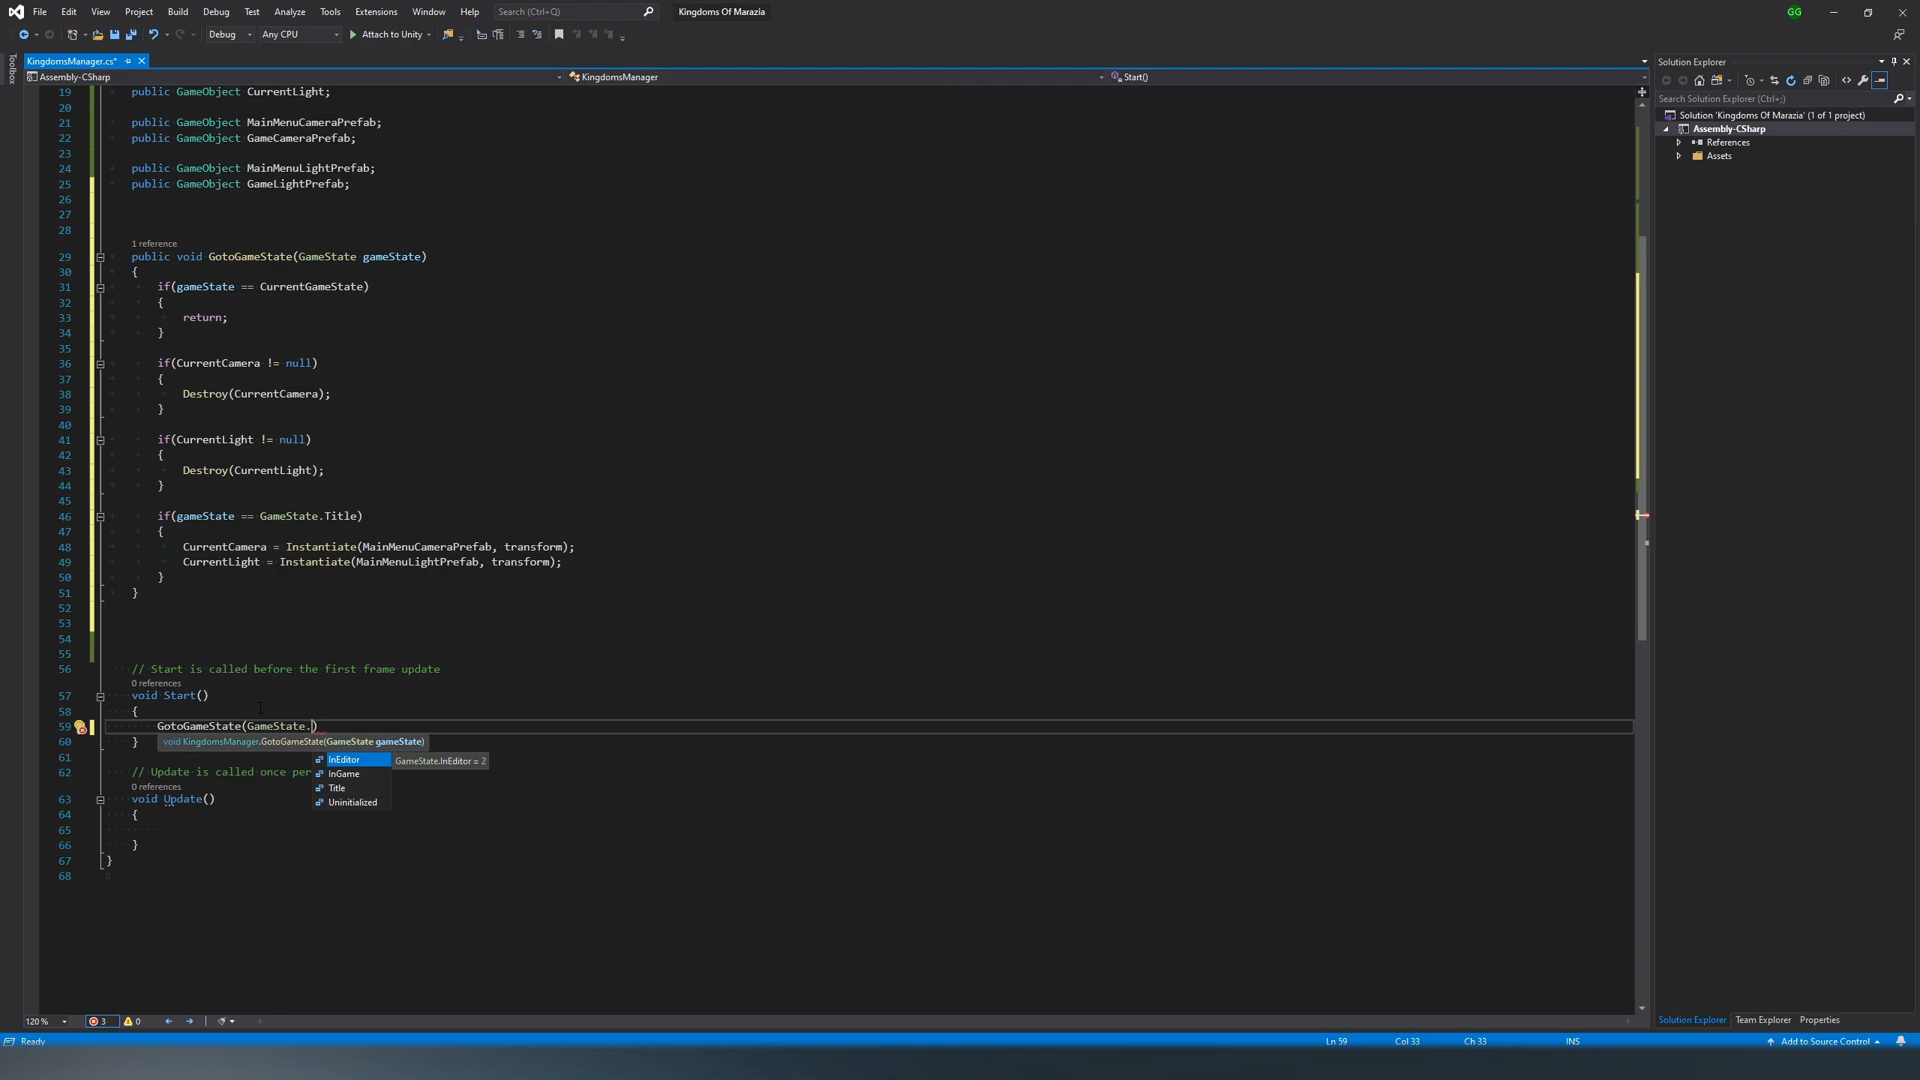 File Edit View Project Build Debug Test Analyze Tools Extensions Window Help Search (Ctrl+Q) Kingdoms Of Marazia GG
Debug Any CPU Attach to Unity
Toolbox
KingdomsManager.cs*
Assembly-CSharp KingdomsManager Start()
19 public GameObject CurrentLight;
20
21 public GameObject MainMenuCameraPrefab;
22 public GameObject GameCameraPrefab;
23
24 public GameObject MainMenuLightPrefab;
25 public GameObject GameLightPrefab;
26
27
28
1 reference
29 public void GotoGameState(GameState gameState)
30 {
31 if(gameState == CurrentGameState)
32 {
33 return;
34 }
35
36 if(CurrentCamera != null)
37 {
38 Destroy(CurrentCamera);
39 }
40
41 if(CurrentLight != null)
42 {
43 Destroy(CurrentLight);
44 }
45
46 if(gameState == GameState.Title)
47 {
48 CurrentCamera = Instantiate(MainMenuCameraPrefab, transform);
49 CurrentLight = Instantiate(MainMenuLightPrefab, transform);
50 }
51 }
52
53
54
55
56 // Start is called before the first frame update
0 references
57 void Start()
58 {
59 GotoGameState(GameState.)
60 } void KingdomsManager.GotoGameState(GameState gameState)
InEditor GameState.InEditor = 2
InGame
Title
Uninitialized
61
62 // Update is called once per
0 references
63 void Update()
64 {
65
66 }
67 }
68
120 % 3 0
Ready Ln 59 Col 33 Ch 33 INS Add to Source Control
Solution Explorer
Search Solution Explorer (Ctrl+;)
Solution 'Kingdoms Of Marazia' (1 of 1 project)
Assembly-CSharp
References
Assets
Solution Explorer Team Explorer Properties